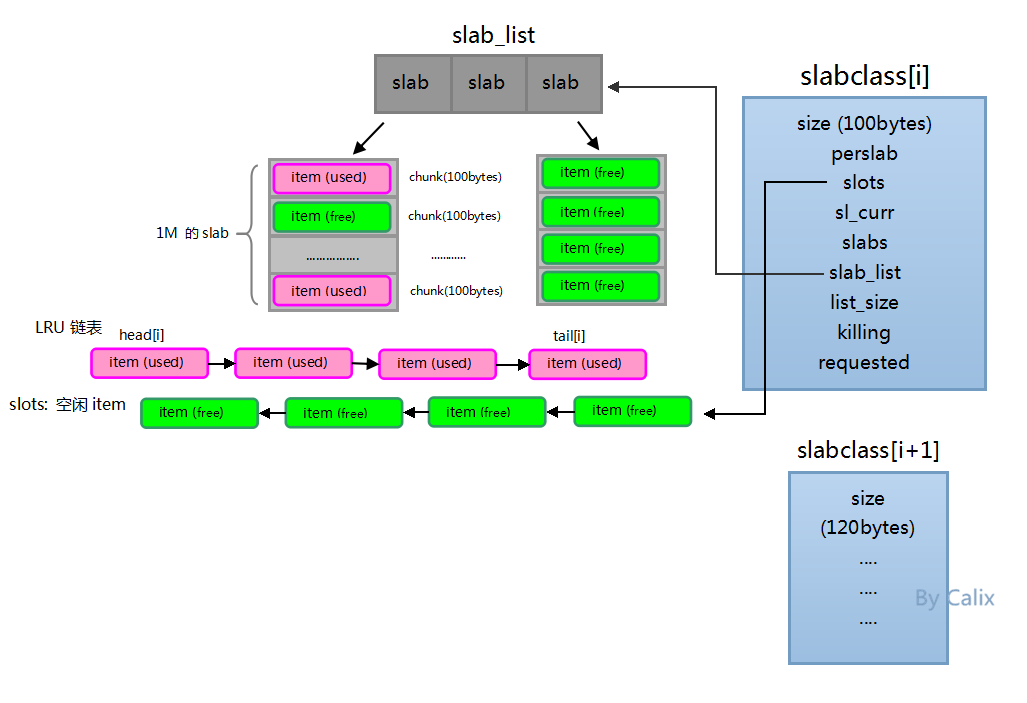 slab_list
slab slab slab
slabclass[i]
size (100bytes)
perslab
slots
sl_curr
slabs
slab_list
list_size
killing
requested
item (used) chunk(100bytes) item (free)
item (free) chunk(100bytes) item (free)
1M 的 slab
................ ............ item (free)
item (used) chunk(100bytes) item (free)
LRU 链表 head[i] tail[i]
item (used) item (used) item (used) item (used)
slots: 空闲 item item (free) item (free) item (free) item (free)
slabclass[i+1]
size
(120bytes)
....
....
....
By Calix